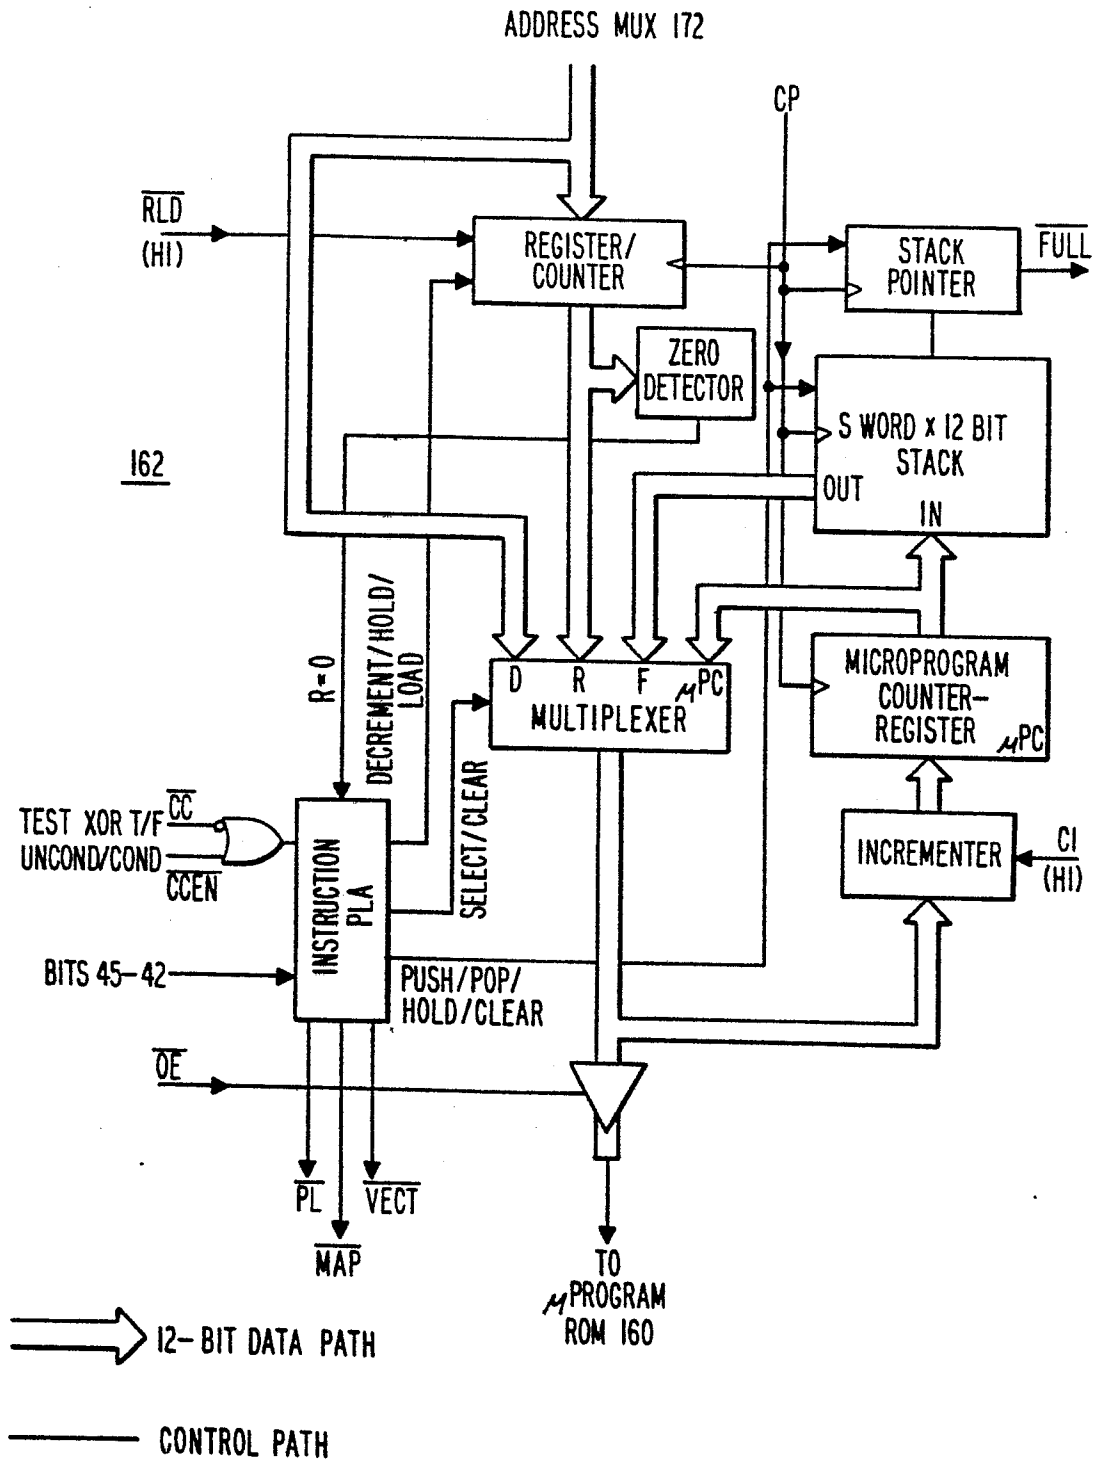 ADDRESS MUX 172
CP
RLD
(HI)
REGISTER/
COUNTER
STACK
POINTER
FULL
ZERO
DETECTOR
162
S WORD x 12 BIT
STACK
OUT
IN
R=0
DECREMENT/HOLD/
LOAD
D R F μPC
MULTIPLEXER
MICROPROGRAM
COUNTER-
REGISTER μPC
SELECT/CLEAR
TEST XOR T/F CC
UNCOND/COND
CCEN
INSTRUCTION
PLA
INCREMENTER
CI
(HI)
BITS 45-42
PUSH/POP/
HOLD/CLEAR
OE
PL
VECT
MAP
TO
μPROGRAM
ROM 160
12-BIT DATA PATH
CONTROL PATH